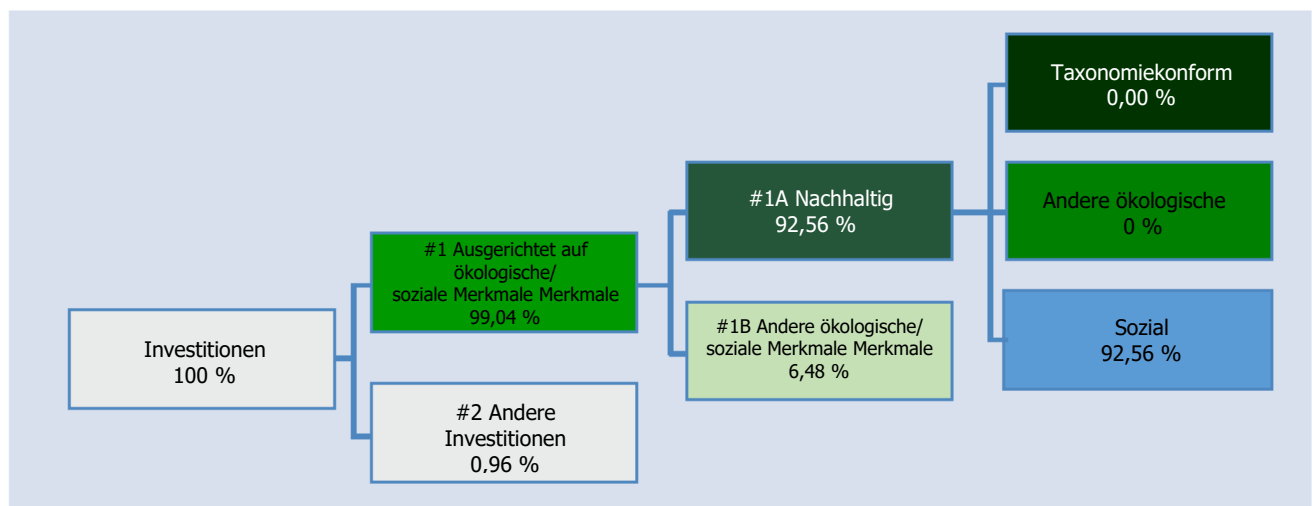 Investitionen
100 %
#1 Ausgerichtet auf
ökologische/
soziale Merkmale Merkmale
99,04 %
#2 Andere
Investitionen
0,96 %
#1A Nachhaltig
92,56 %
#1B Andere ökologische/
soziale Merkmale Merkmale
6,48 %
Taxonomiekonform
0,00 %
Andere ökologische
0 %
Sozial
92,56 %